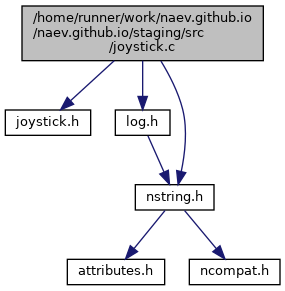 /home/runner/work/naev.github.io
/naev.github.io/staging/src
/joystick.c
joystick.h
log.h
nstring.h
attributes.h
ncompat.h